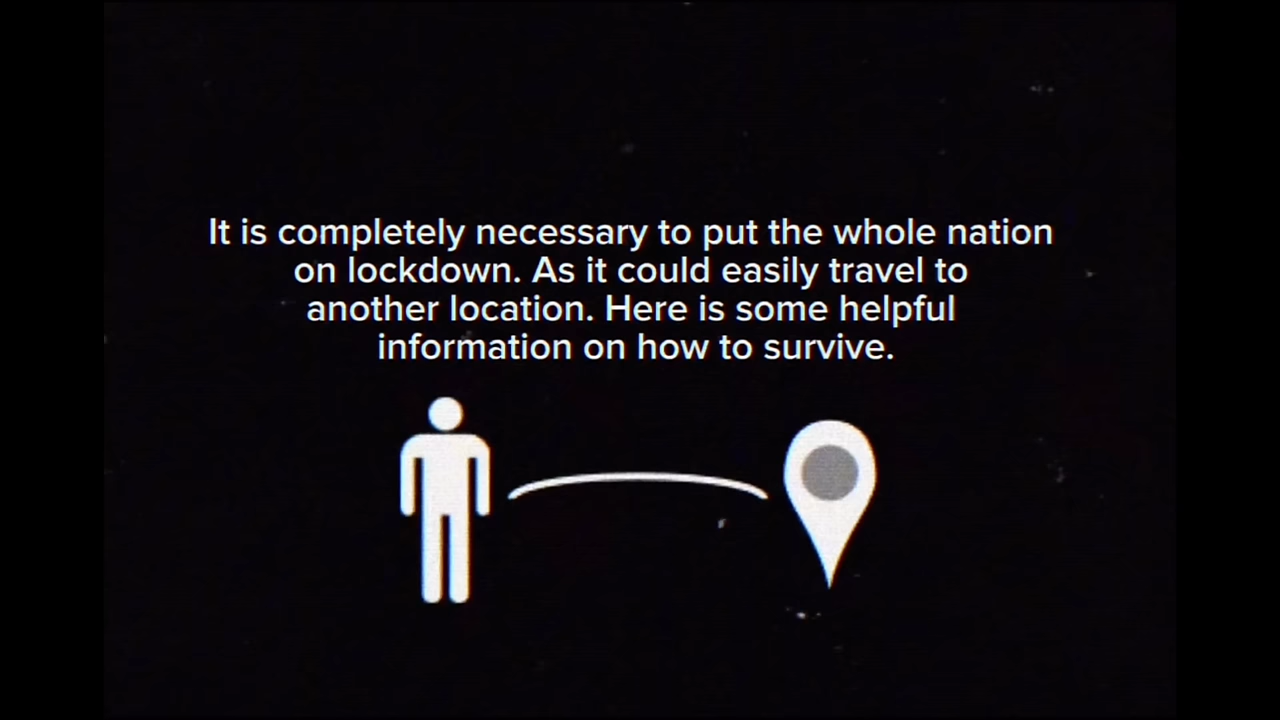 It is completely necessary to put the whole nation
on lockdown. As it could easily travel to
another location. Here is some helpful
information on how to survive.